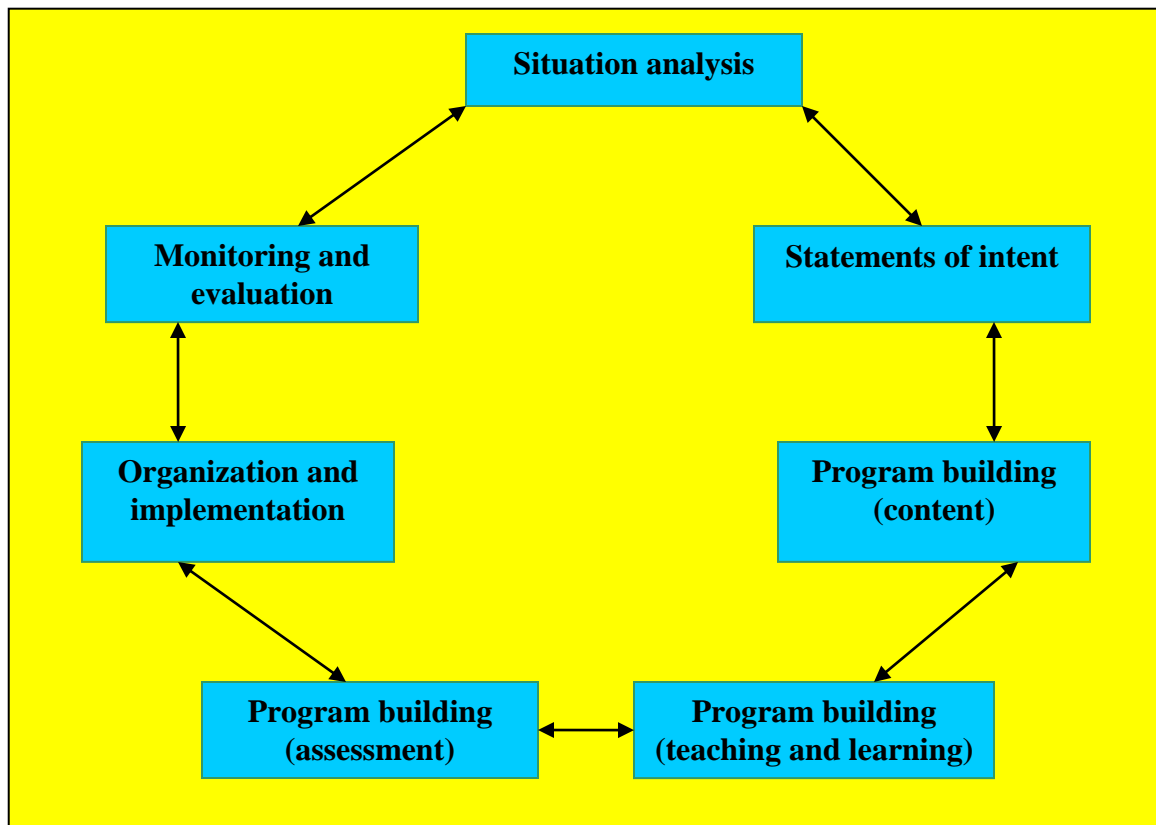 Situation analysis
Statements of intent
Program building
(content)
Program building
(teaching and learning)
Program building
(assessment)
Organization and
implementation
Monitoring and
evaluation